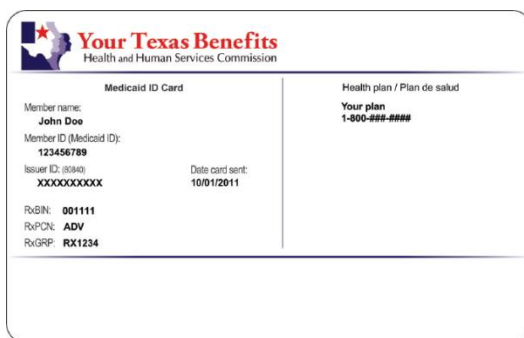 Your Texas Benefits
Health and Human Services Commission
Medicaid ID Card
Member name:
John Doe
Member ID (Medicaid ID):
123456789
Issuer ID: (80840)
XXXXXXXXXX
Date card sent:
10/01/2011
RxBIN: 001111
RxPCN: ADV
RxGRP: RX1234
Health plan / Plan de salud
Your plan
1-800-###-####